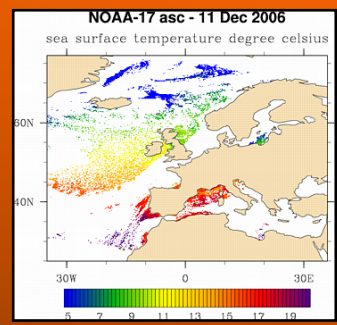 NOAA-17 asc - 11 Dec 2006
sea surface temperature degree celsius
60N
40N
30W 0 30E
5 7 9 11 13 15 17 19